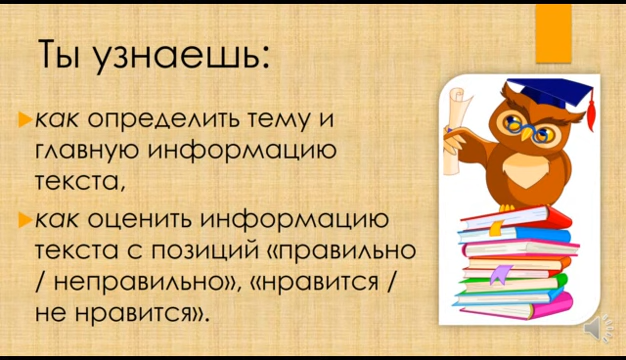 Ты узнаешь:
как определить тему и
главную информацию
текста,
как оценить информацию
текста с позиций «правильно
/ неправильно», «нравится /
не нравится».